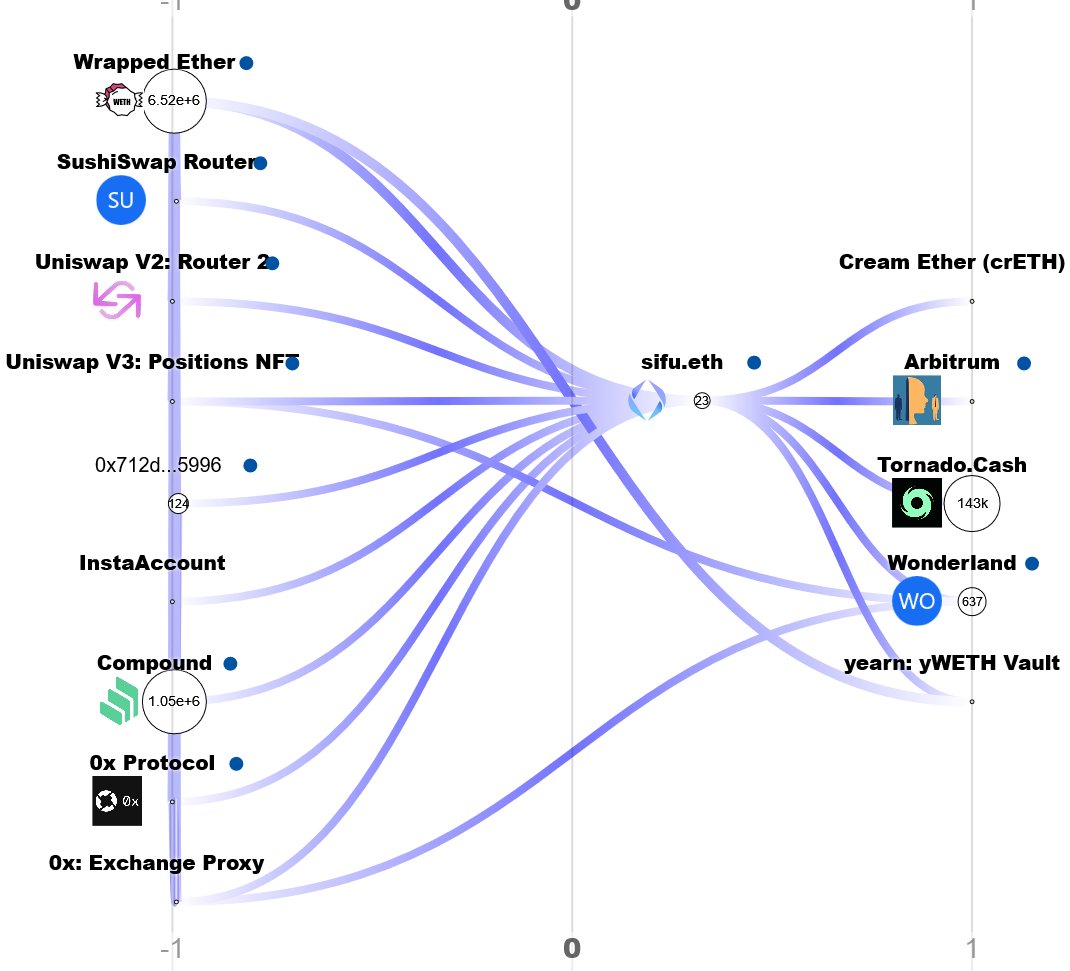 -1 0 1
Wrapped Ether
WETH
6.52e+6
SushiSwap Router
SU
Uniswap V2: Router 2
Uniswap V3: Positions NFT
0x712d...5996
124
InstaAccount
Compound
1.05e+6
0x Protocol
0x
0x: Exchange Proxy
sifu.eth
23
Cream Ether (crETH)
Arbitrum
Tornado.Cash
143k
Wonderland
WO
637
yearn: yWETH Vault
-1 0 1